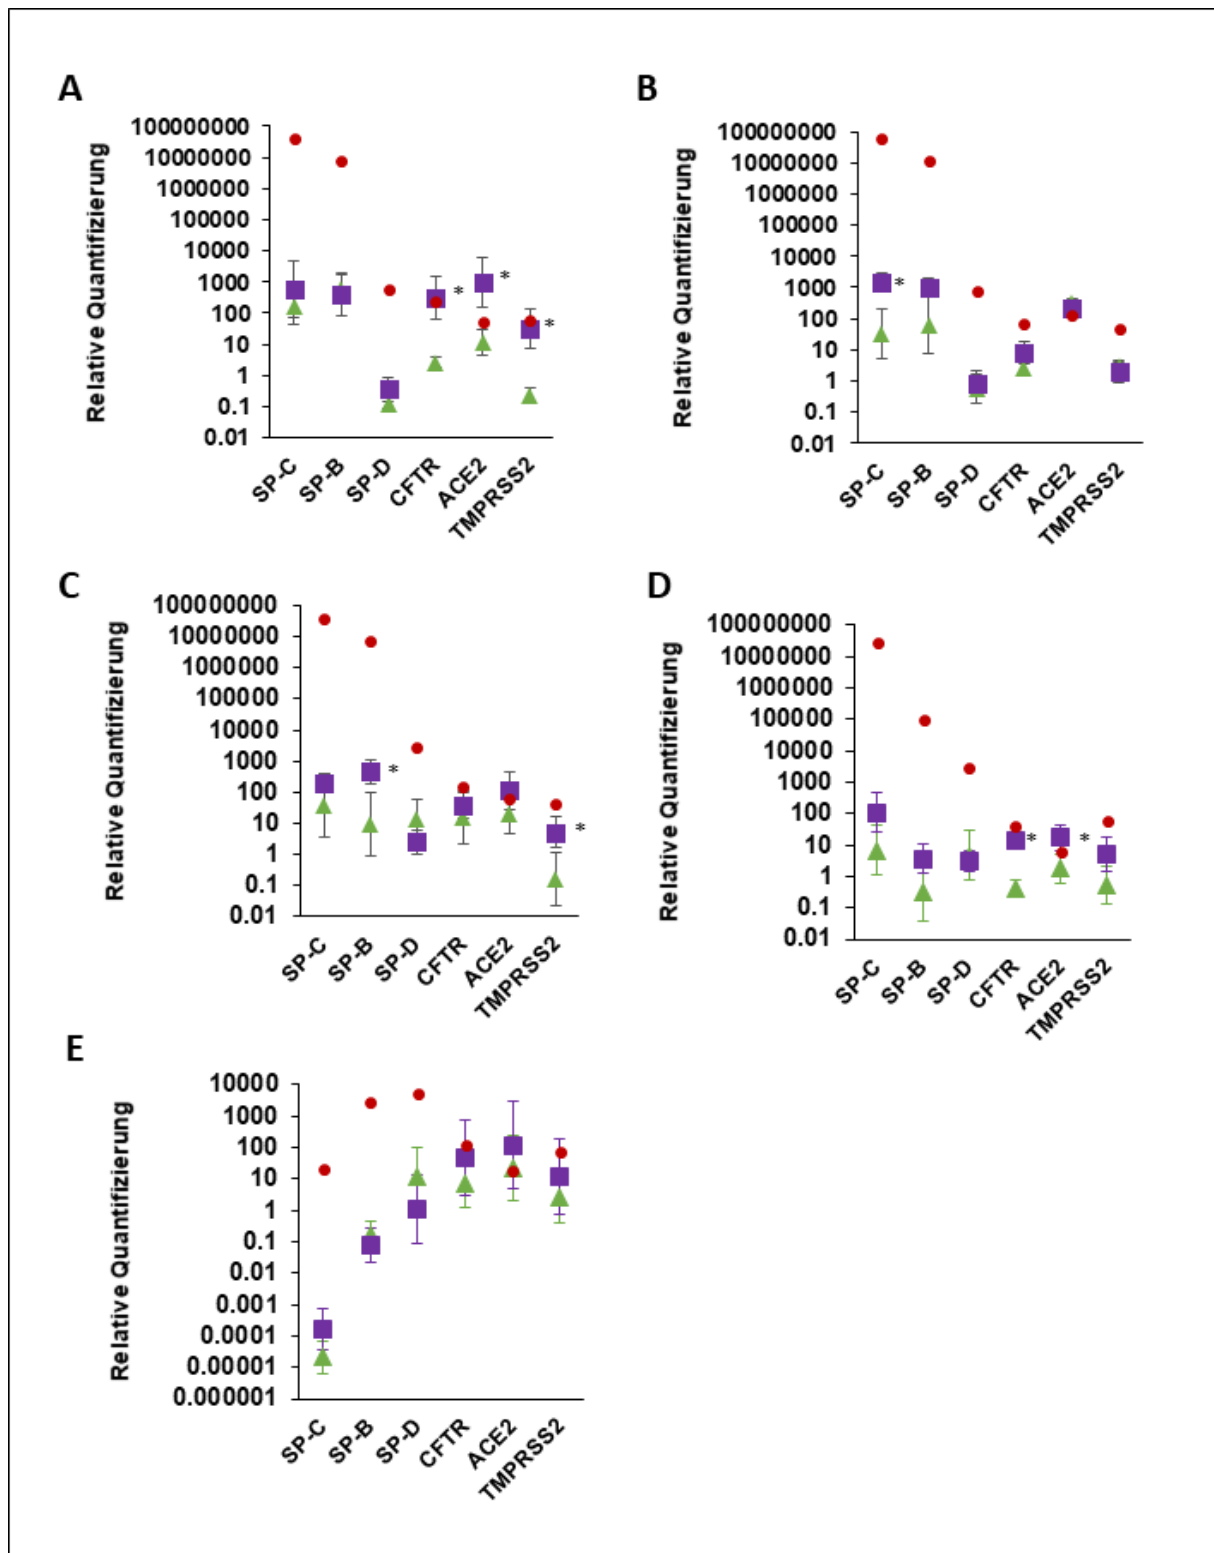 A
Relative Quantifizierung
100000000
10000000
1000000
100000
10000
1000
100
10
1
0.1
0.01
* * *
SP-C
SP-B
SP-D
CFTR
ACE2
TMPRSS2
B
Relative Quantifizierung
100000000
10000000
1000000
100000
10000
1000
100
10
1
0.1
0.01
*
SP-C
SP-B
SP-D
CFTR
ACE2
TMPRSS2
C
Relative Quantifizierung
100000000
10000000
1000000
100000
10000
1000
100
10
1
0.1
0.01
* *
SP-C
SP-B
SP-D
CFTR
ACE2
TMPRSS2
D
Relative Quantifizierung
100000000
10000000
1000000
100000
10000
1000
100
10
1
0.1
0.01
* *
SP-C
SP-B
SP-D
CFTR
ACE2
TMPRSS2
E
Relative Quantifizierung
10000
1000
100
10
1
0.1
0.01
0.001
0.0001
0.00001
0.000001
SP-C
SP-B
SP-D
CFTR
ACE2
TMPRSS2